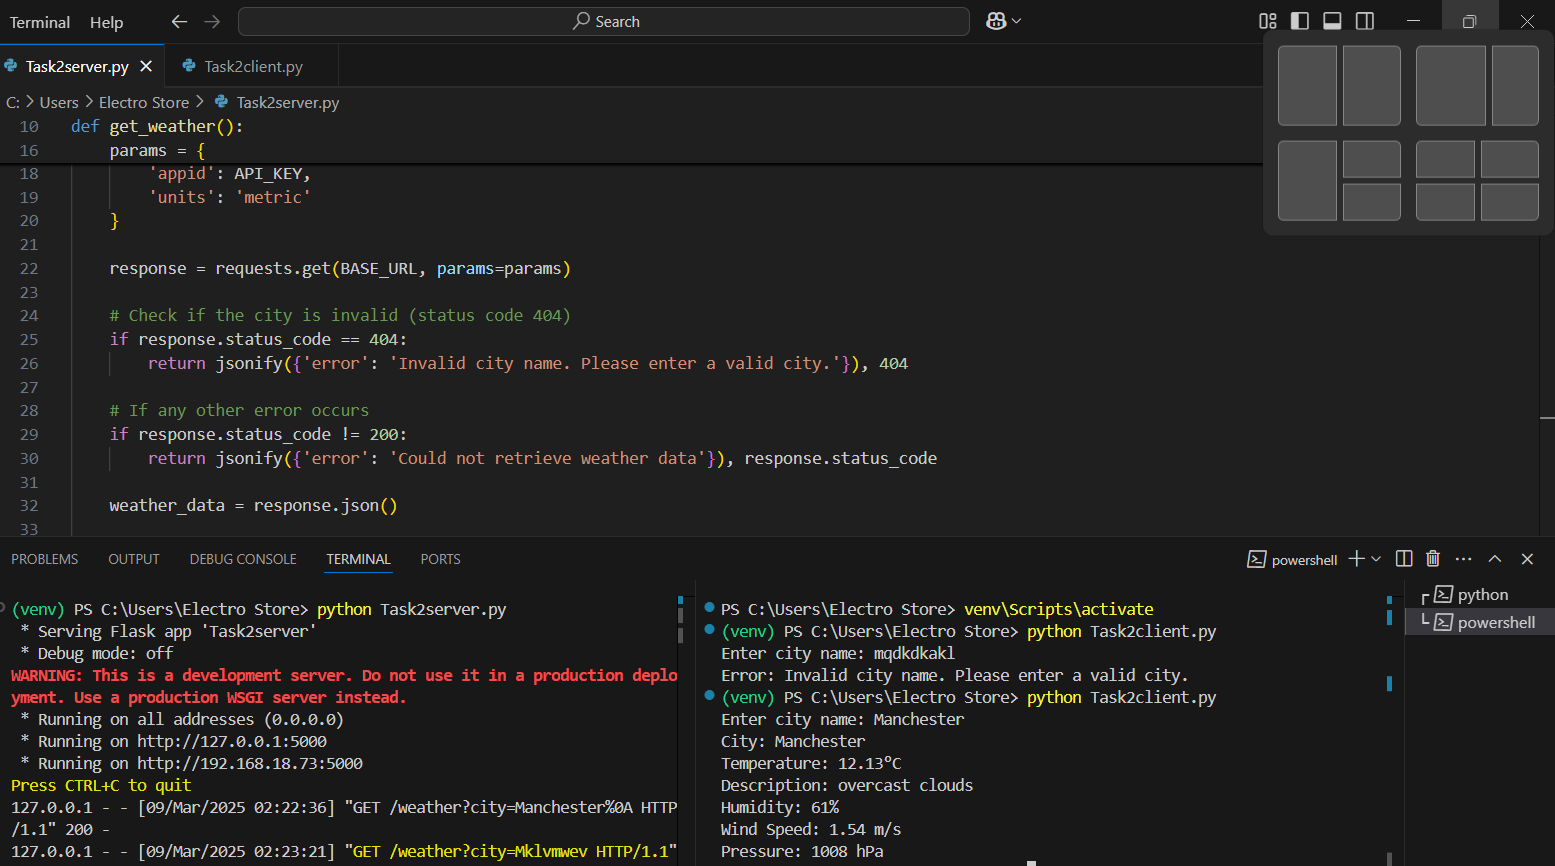 Terminal Help Search
Task2server.py Task2client.py
C: Users Electro Store Task2server.py
10 def get_weather():
16 params = {
18 'appid': API_KEY,
19 'units': 'metric'
20 }
21
22 response = requests.get(BASE_URL, params=params)
23
24 # Check if the city is invalid (status code 404)
25 if response.status_code == 404:
26 return jsonify({'error': 'Invalid city name. Please enter a valid city.'}), 404
27
28 # If any other error occurs
29 if response.status_code != 200:
30 return jsonify({'error': 'Could not retrieve weather data'}), response.status_code
31
32 weather_data = response.json()
33
PROBLEMS OUTPUT DEBUG CONSOLE TERMINAL PORTS powershell
(venv) PS C:\Users\Electro Store> python Task2server.py
* Serving Flask app 'Task2server'
* Debug mode: off
WARNING: This is a development server. Do not use it in a production deplo
yment. Use a production WSGI server instead.
* Running on all addresses (0.0.0.0)
* Running on http://127.0.0.1:5000
* Running on http://192.168.18.73:5000
Press CTRL+C to quit
127.0.0.1 - - [09/Mar/2025 02:22:36] "GET /weather?city=Manchester%0A HTTP
/1.1" 200 -
127.0.0.1 - - [09/Mar/2025 02:23:21] "GET /weather?city=Mklvmwev HTTP/1.1"
PS C:\Users\Electro Store> venv\Scripts\activate
(venv) PS C:\Users\Electro Store> python Task2client.py
Enter city name: mqdkdkakl
Error: Invalid city name. Please enter a valid city.
(venv) PS C:\Users\Electro Store> python Task2client.py
Enter city name: Manchester
City: Manchester
Temperature: 12.13°C
Description: overcast clouds
Humidity: 61%
Wind Speed: 1.54 m/s
Pressure: 1008 hPa
python
powershell